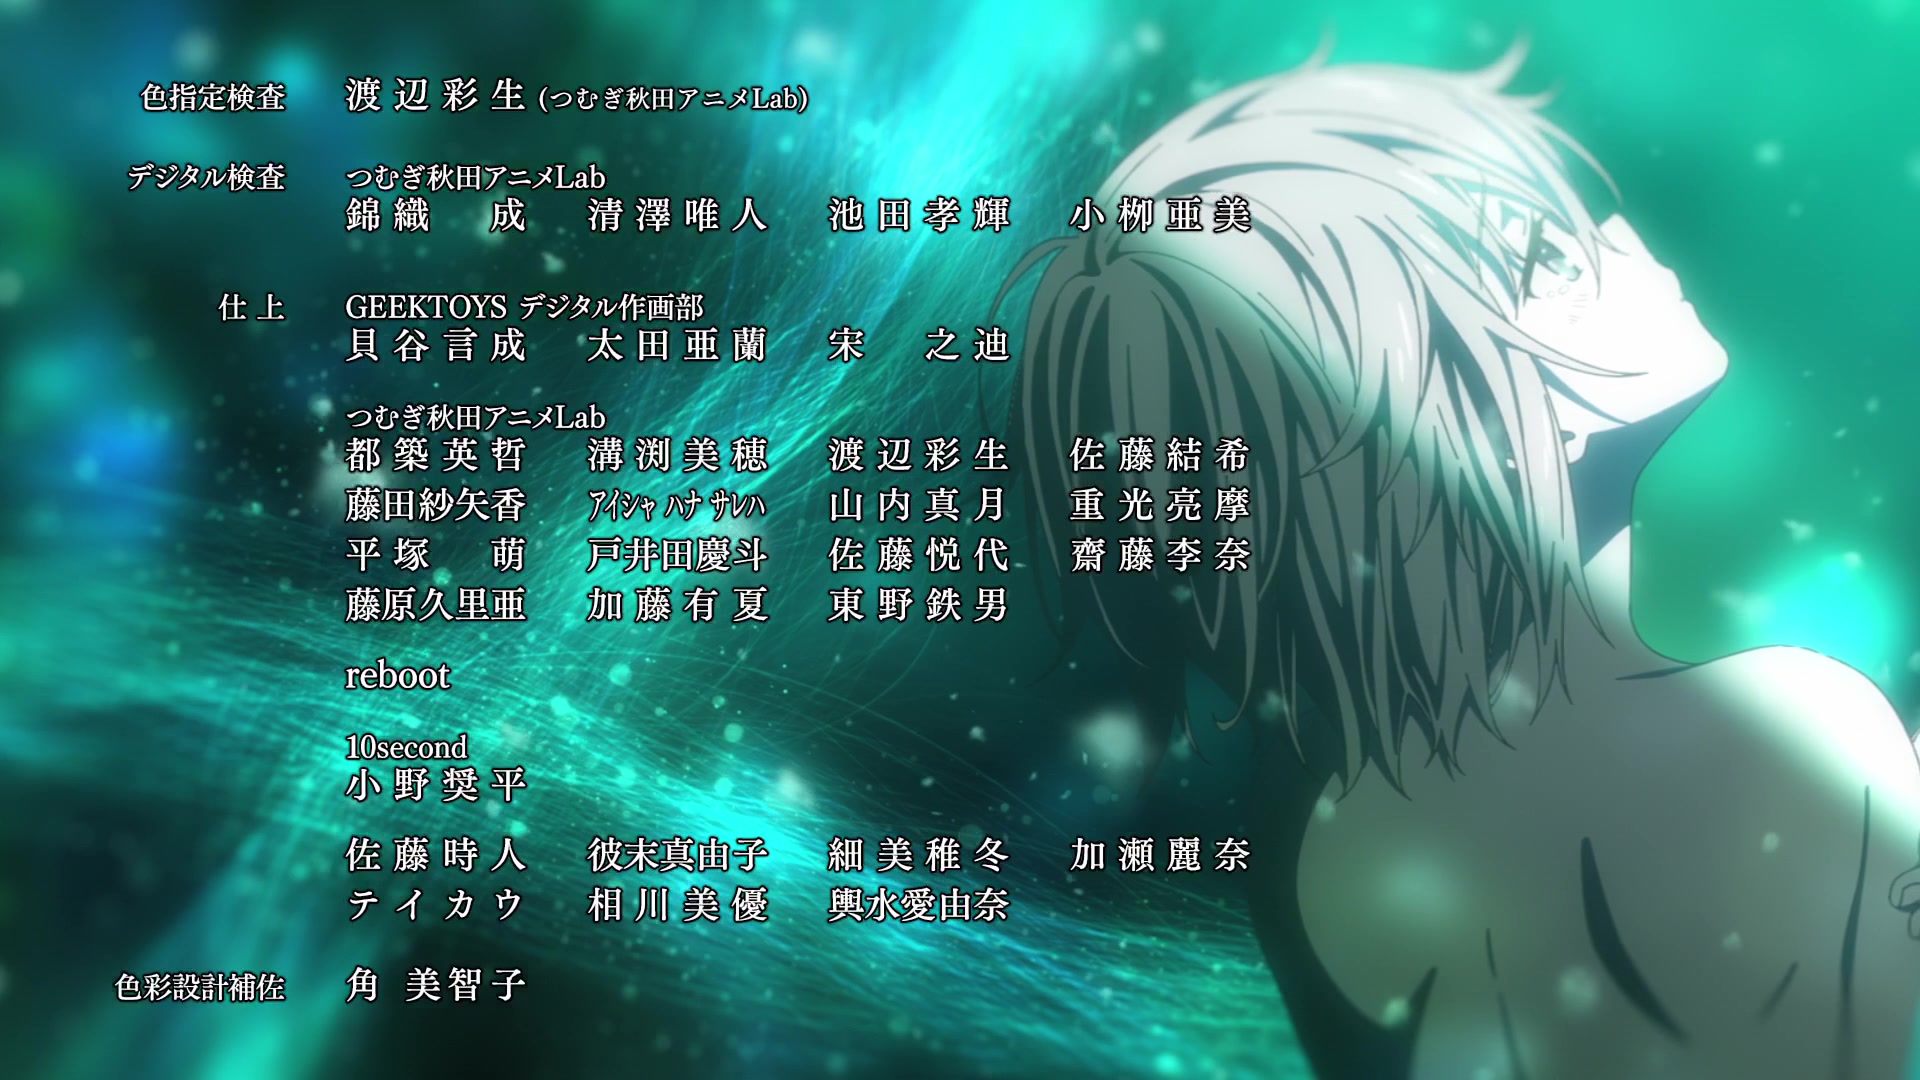 色指定検査 渡辺彩生 (つむぎ秋田アニメLab)
デジタル検査 つむぎ秋田アニメLab
錦織 成 清澤唯人 池田孝輝 小栁亜美
仕上 GEEKTOYS デジタル作画部
貝谷言成 太田亜蘭 宋 之迪
つむぎ秋田アニメLab
都築英哲 溝渕美穂 渡辺彩生 佐藤結希
藤田紗矢香 ｱｲｼｬ ﾊﾅ ｻﾚﾊ 山内真月 重光亮摩
平塚 萌 戸井田慶斗 佐藤悦代 齋藤李奈
藤原久里亜 加藤有夏 東野鉄男
reboot
10second
小野奨平
佐藤時人 彼末真由子 細美稚冬 加瀬麗奈
テイカウ 相川美優 輿水愛由奈
色彩設計補佐 角 美智子